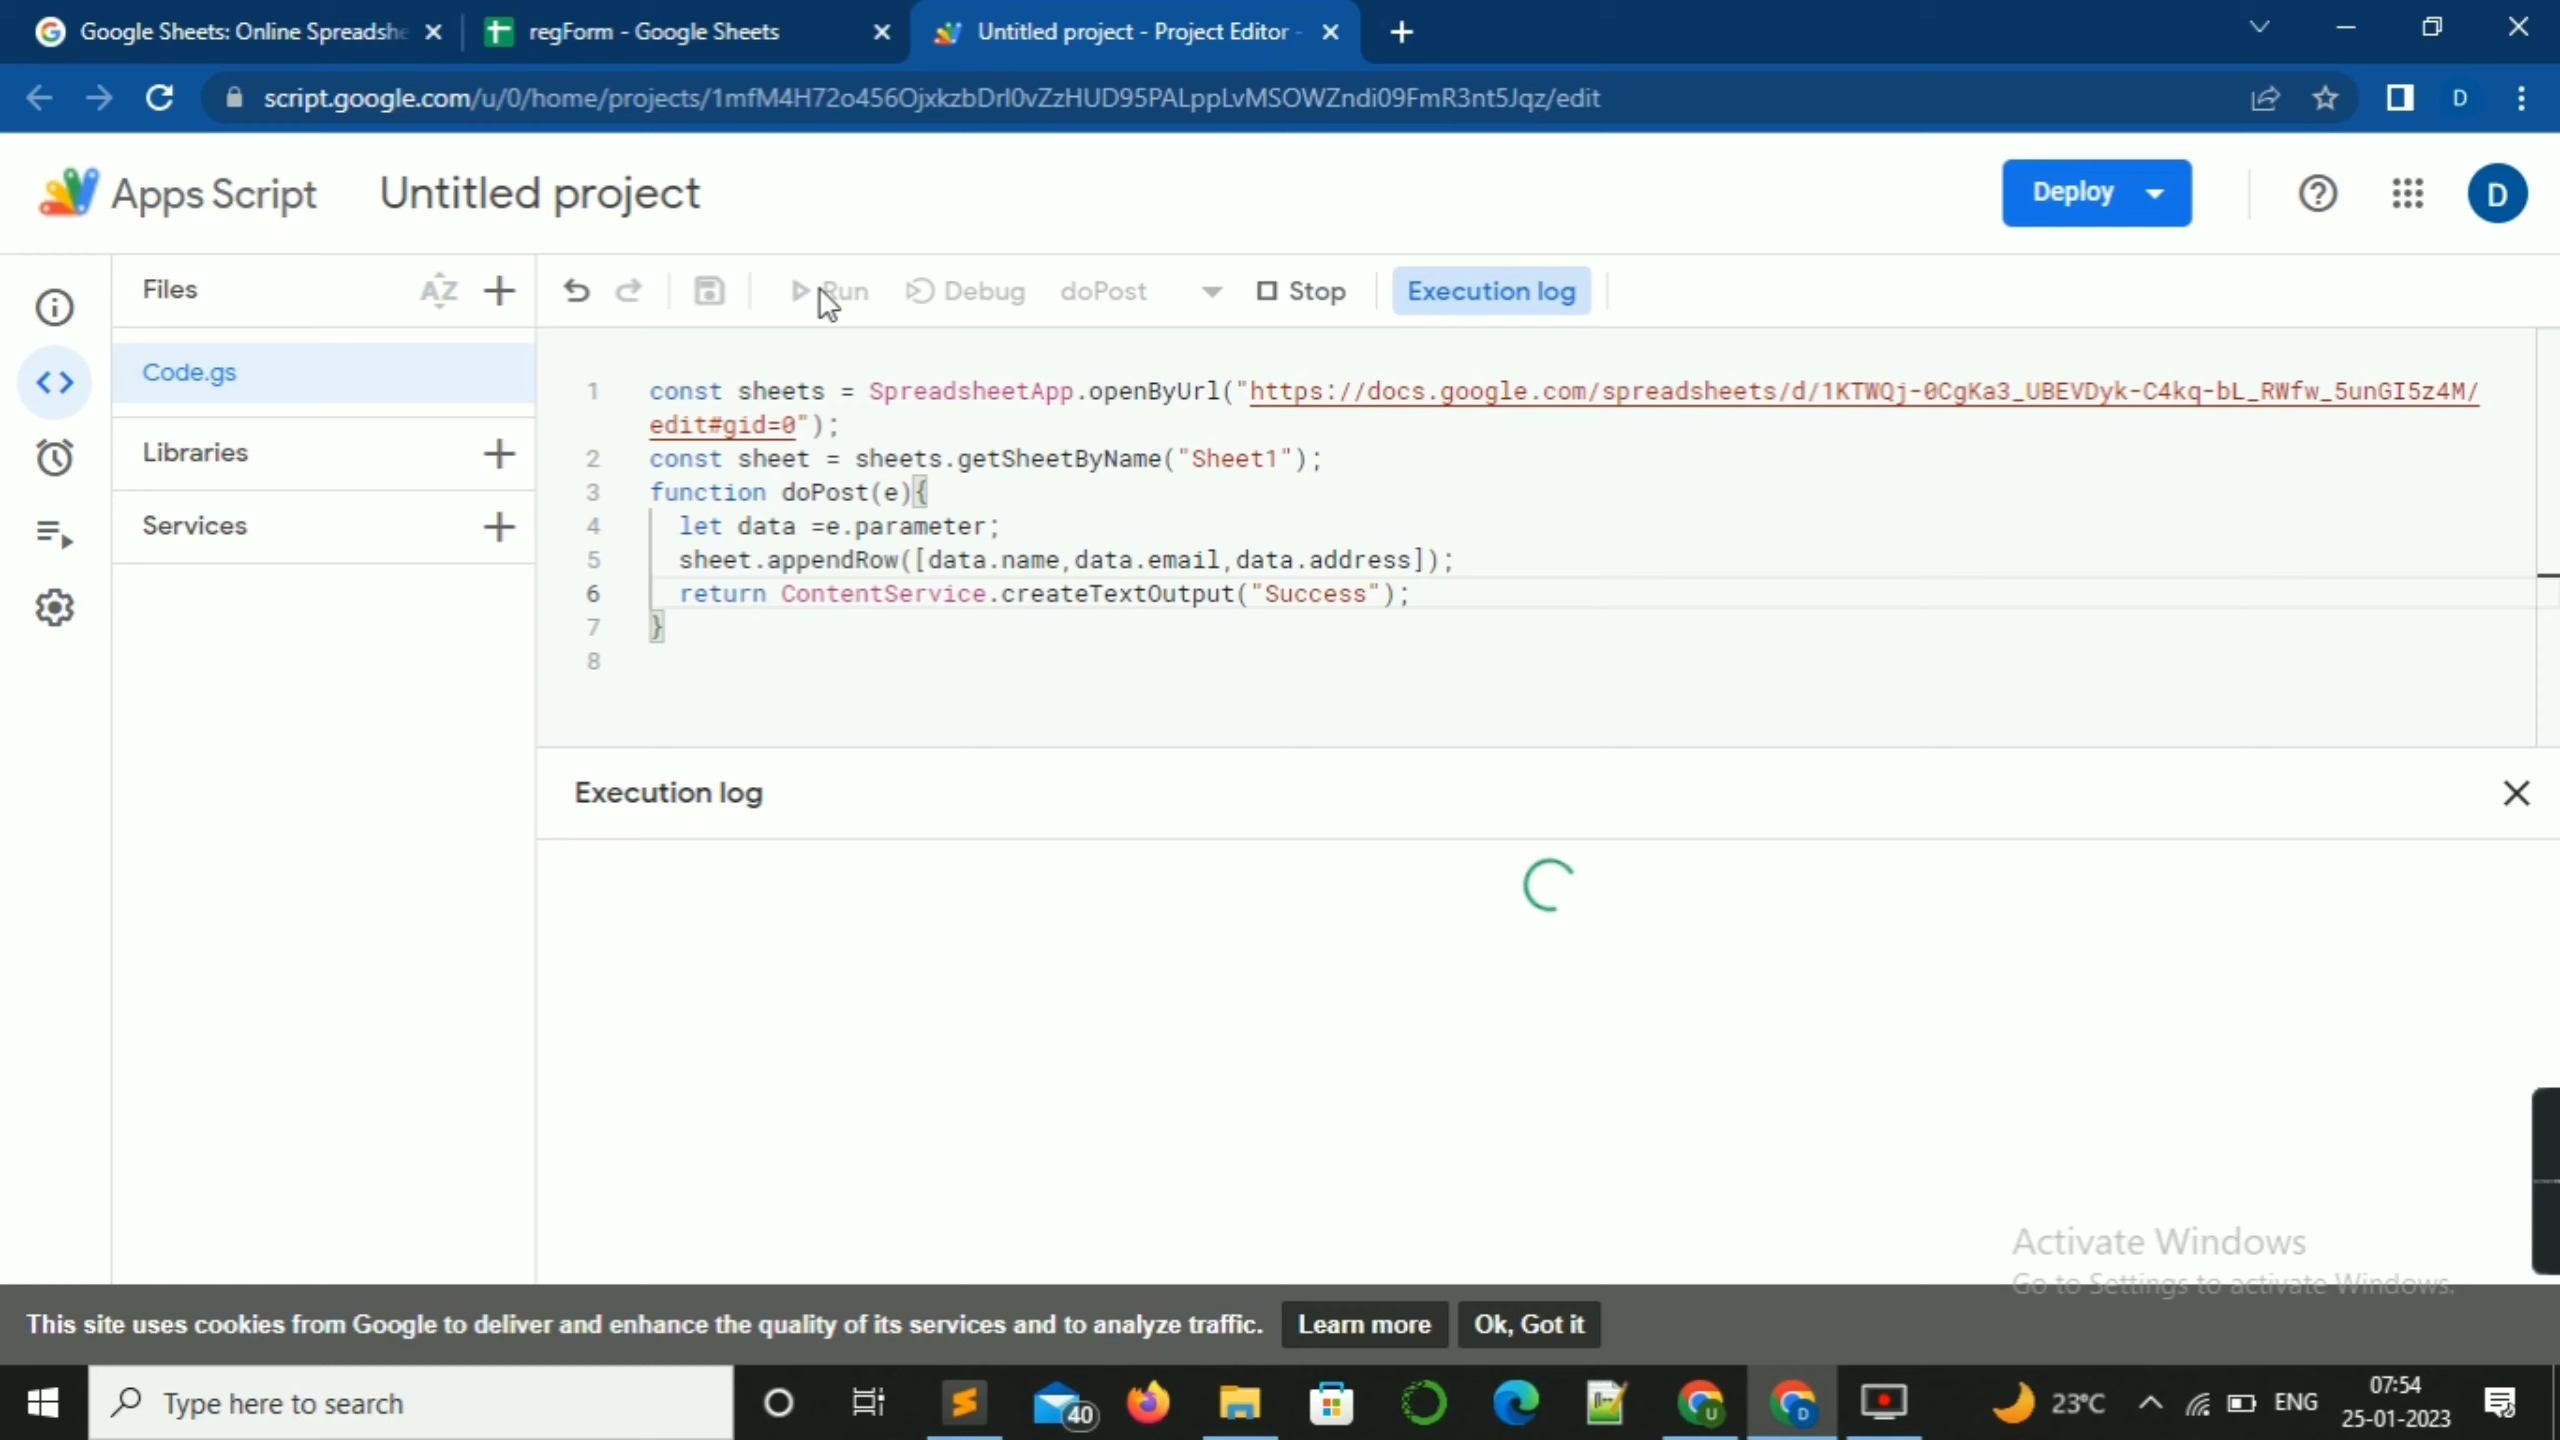 Google Sheets: Online Spreadshe
regForm - Google Sheets
Untitled project - Project Editor -
script.google.com/u/0/home/projects/1mfM4H72o456OjxkzbDrI0vZzHUD95PALppLvMSOWZndi09FmR3nt5Jqz/edit
D
Apps Script
Untitled project
Deploy
D
Files
AZ
Run
Debug
doPost
Stop
Execution log
Code.gs
Libraries
Services
1 const sheets = SpreadsheetApp.openByUrl("https://docs.google.com/spreadsheets/d/1KTWQj-0CgKa3_UBEVDyk-C4kq-bL_RWfw_5unGI5z4M/
edit#gid=0");
2 const sheet = sheets.getSheetByName("Sheet1");
3 function doPost(e){
4 let data =e.parameter;
5 sheet.appendRow([data.name,data.email,data.address]);
6 return ContentService.createTextOutput("Success");
7 }
8
Execution log
Activate Windows
Go to Settings to activate Windows.
This site uses cookies from Google to deliver and enhance the quality of its services and to analyze traffic.
Learn more
Ok, Got it
Type here to search
40
U
D
23°C
ENG
07:54
25-01-2023